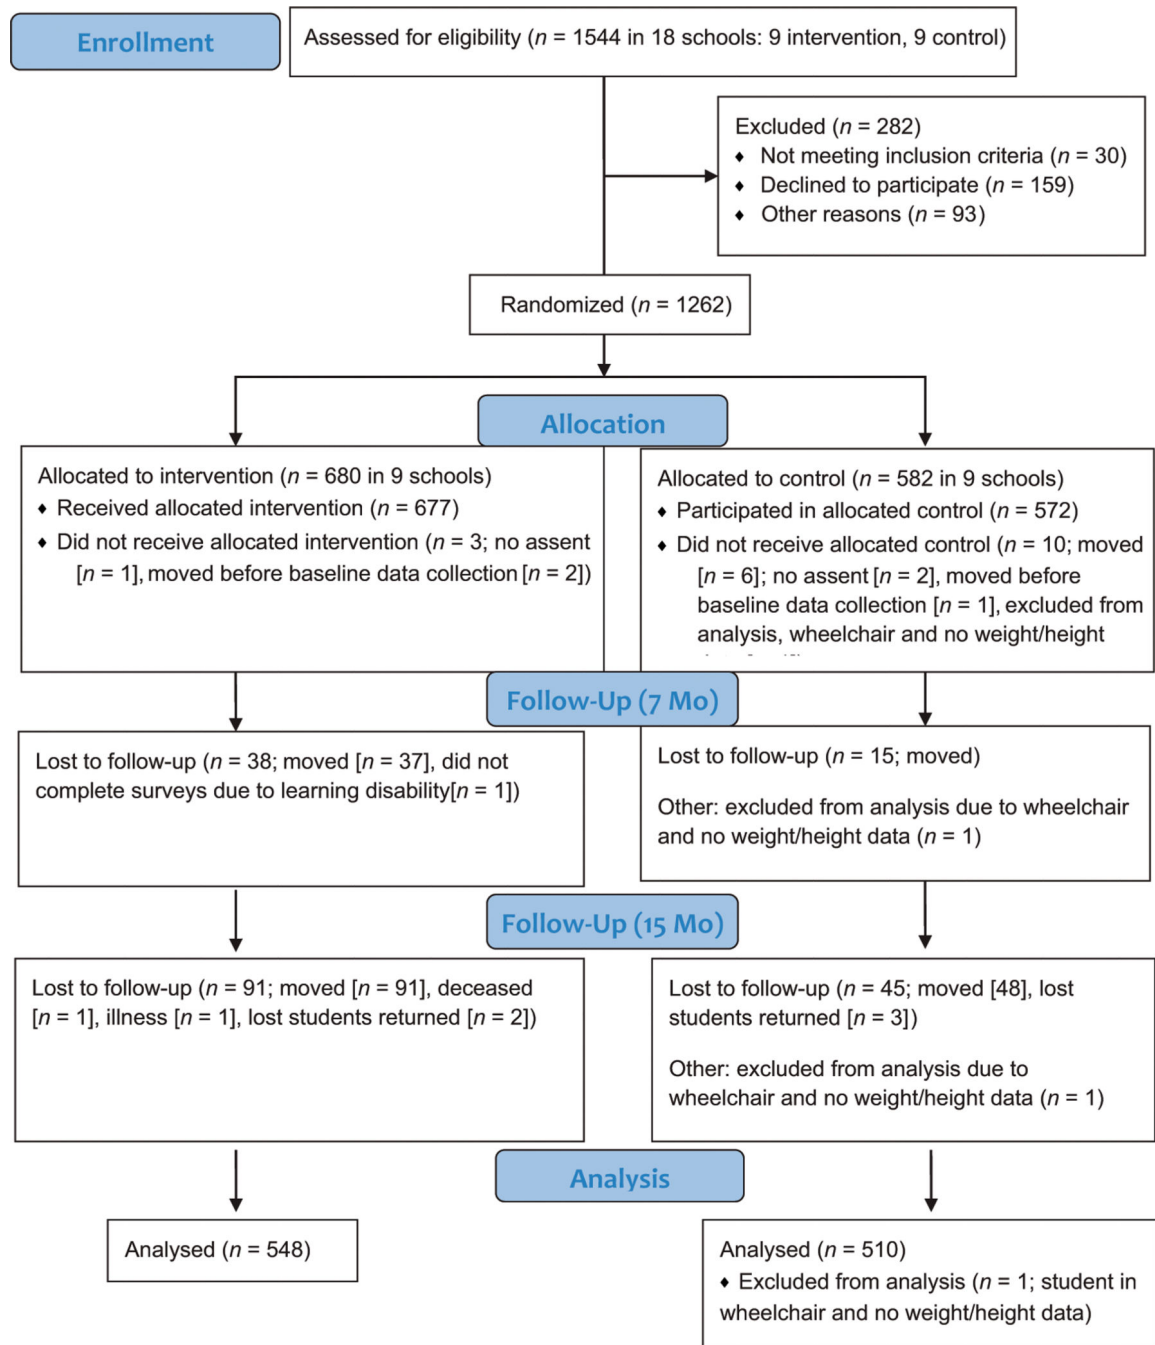 Enrollment
Assessed for eligibility (n = 1544 in 18 schools: 9 intervention, 9 control)
Excluded (n = 282)
♦ Not meeting inclusion criteria (n = 30)
♦ Declined to participate (n = 159)
♦ Other reasons (n = 93)
Randomized (n = 1262)
Allocation
Allocated to intervention (n = 680 in 9 schools)
♦ Received allocated intervention (n = 677)
♦ Did not receive allocated intervention (n = 3; no assent
[n = 1], moved before baseline data collection [n = 2])
Allocated to control (n = 582 in 9 schools)
♦ Participated in allocated control (n = 572)
♦ Did not receive allocated control (n = 10; moved
[n = 6]; no assent [n = 2], moved before
baseline data collection [n = 1], excluded from
analysis, wheelchair and no weight/height
Follow-Up (7 Mo)
Lost to follow-up (n = 38; moved [n = 37], did not
complete surveys due to learning disability[n = 1])
Lost to follow-up (n = 15; moved)
Other: excluded from analysis due to wheelchair
and no weight/height data (n = 1)
Follow-Up (15 Mo)
Lost to follow-up (n = 91; moved [n = 91], deceased
[n = 1], illness [n = 1], lost students returned [n = 2])
Lost to follow-up (n = 45; moved [48], lost
students returned [n = 3])
Other: excluded from analysis due to
wheelchair and no weight/height data (n = 1)
Analysis
Analysed (n = 548)
Analysed (n = 510)
♦ Excluded from analysis (n = 1; student in
wheelchair and no weight/height data)